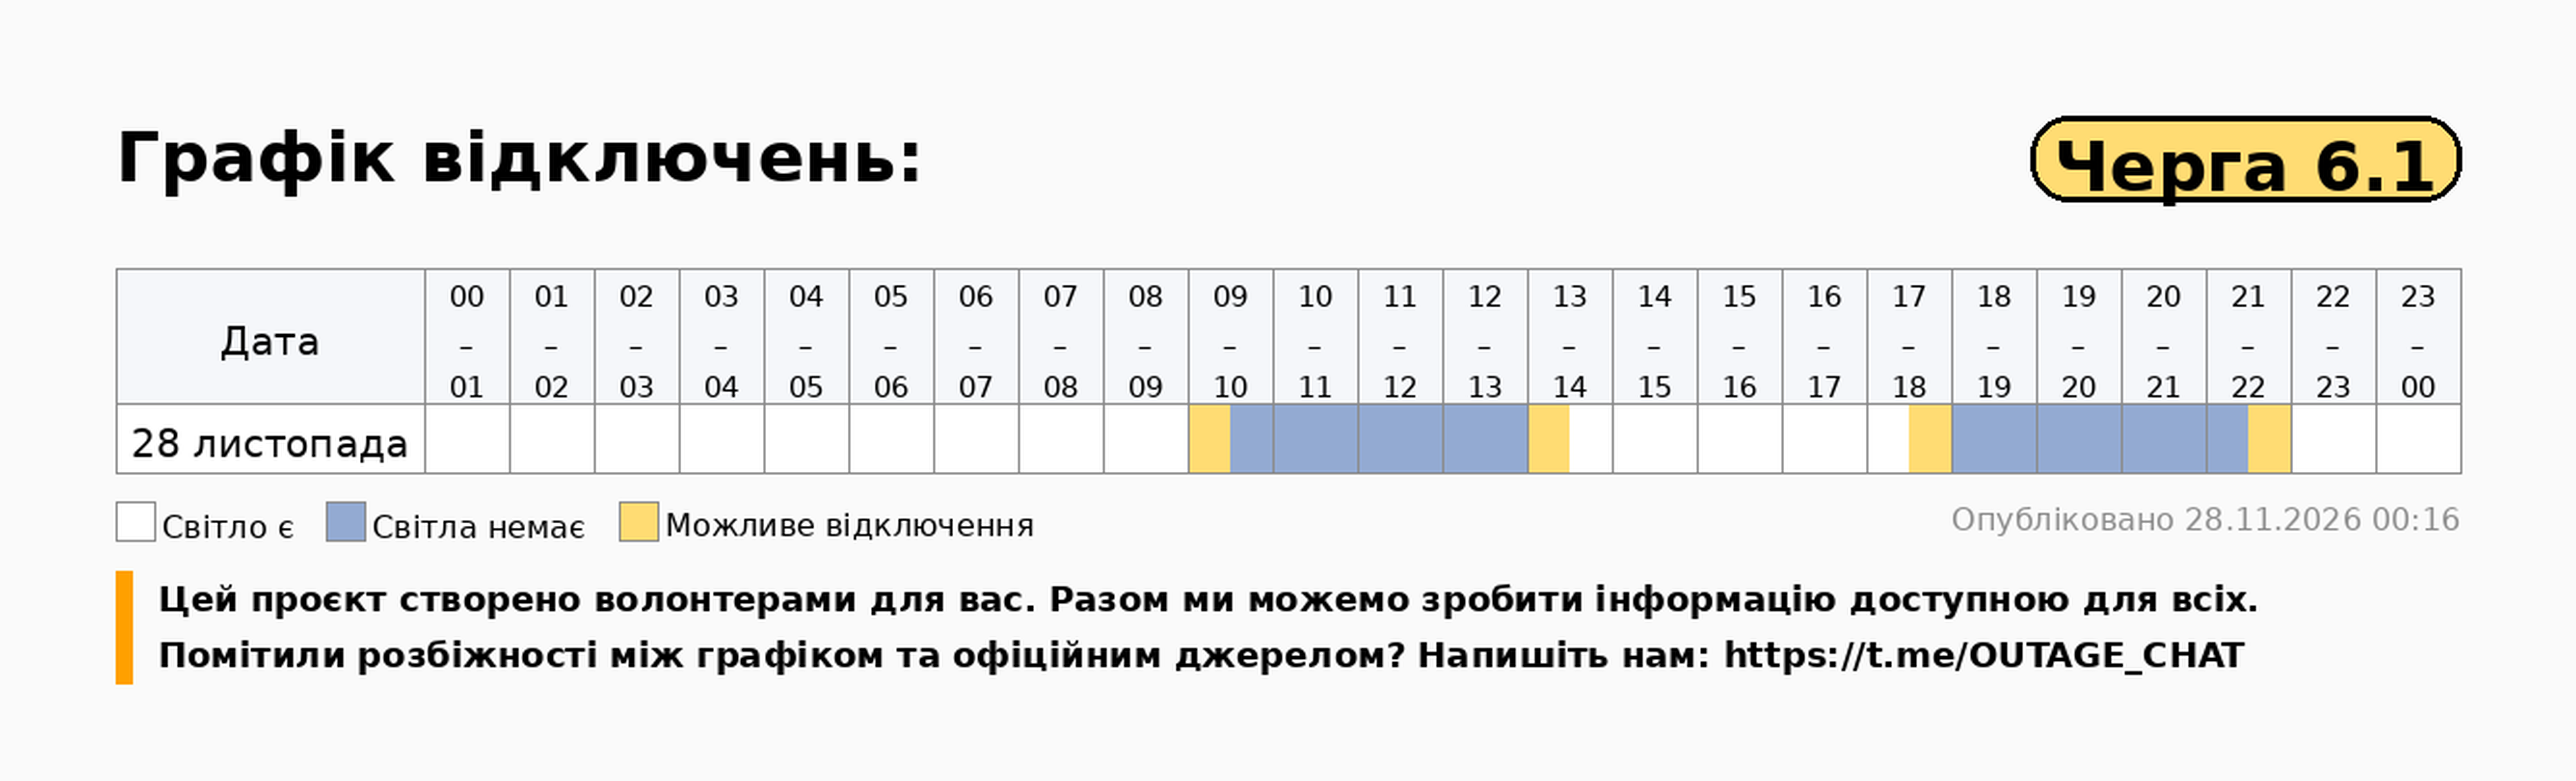 Графік відключень:
Черга 6.1
Дата
00 – 01
01 – 02
02 – 03
03 – 04
04 – 05
05 – 06
06 – 07
07 – 08
08 – 09
09 – 10
10 – 11
11 – 12
12 – 13
13 – 14
14 – 15
15 – 16
16 – 17
17 – 18
18 – 19
19 – 20
20 – 21
21 – 22
22 – 23
23 – 00
28 листопада
Світло є
Світла немає
Можливе відключення
Опубліковано 28.11.2026 00:16
Цей проєкт створено волонтерами для вас. Разом ми можемо зробити інформацію доступною для всіх.
Помітили розбіжності між графіком та офіційним джерелом? Напишіть нам: https://t.me/OUTAGE_CHAT